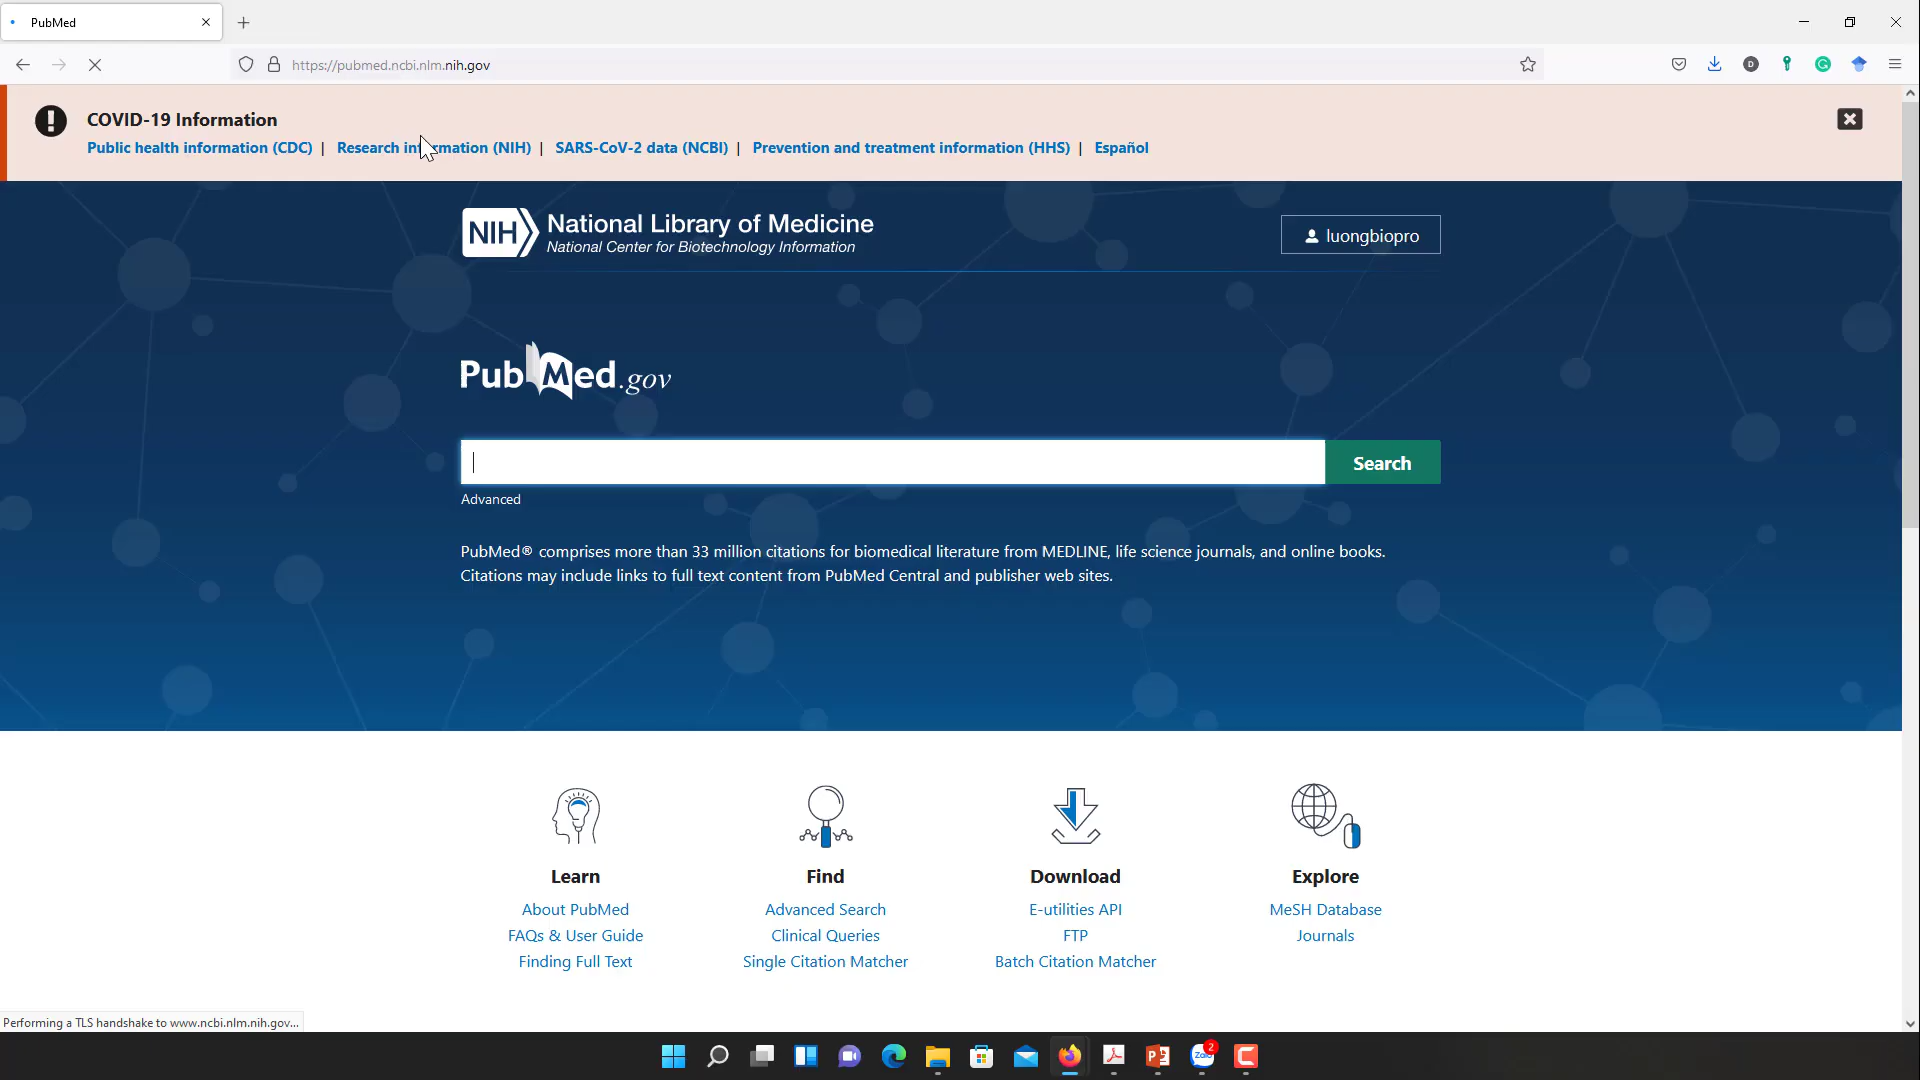 PubMed
https://pubmed.ncbi.nlm.nih.gov
D
COVID-19 Information
Public health information (CDC) | Research information (NIH) | SARS-CoV-2 data (NCBI) | Prevention and treatment information (HHS) | Español
NIH National Library of Medicine
National Center for Biotechnology Information
luongbiopro
PubMed.gov
Search
Advanced
PubMed® comprises more than 33 million citations for biomedical literature from MEDLINE, life science journals, and online books.
Citations may include links to full text content from PubMed Central and publisher web sites.
Learn
About PubMed
FAQs & User Guide
Finding Full Text
Find
Advanced Search
Clinical Queries
Single Citation Matcher
Download
E-utilities API
FTP
Batch Citation Matcher
Explore
MeSH Database
Journals
Performing a TLS handshake to www.ncbi.nlm.nih.gov...
Zalo
2